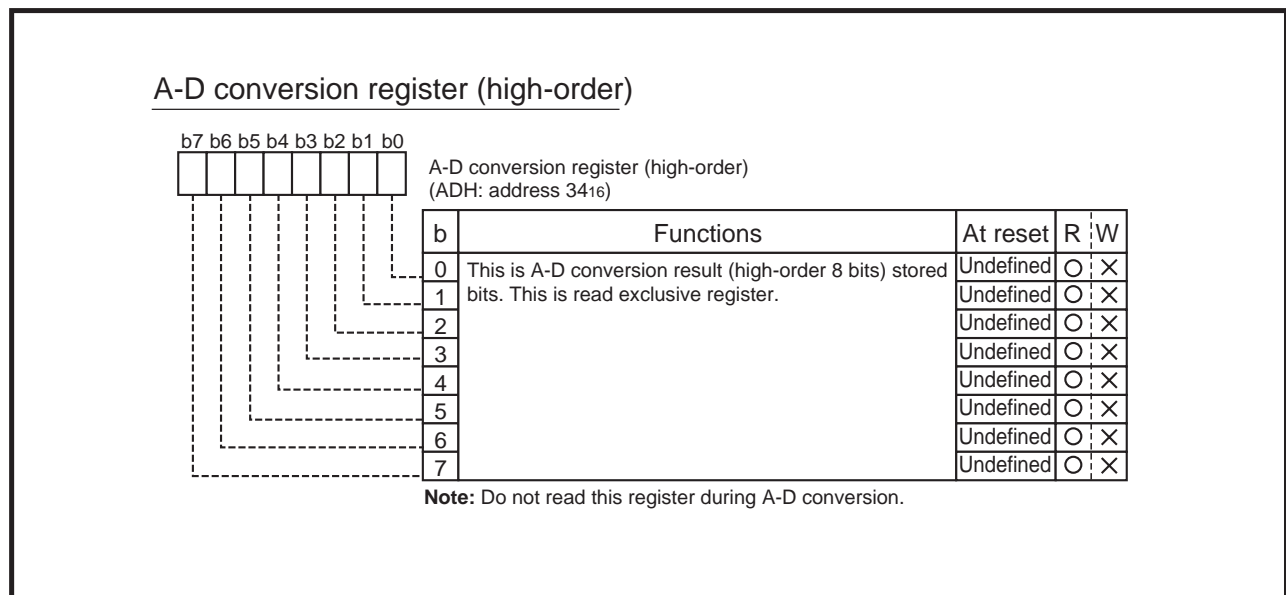 A-D conversion register (high-order)
b7 b6 b5 b4 b3 b2 b1 b0
A-D conversion register (high-order)
(ADH: address 3416)
b Functions At reset R W
0 This is A-D conversion result (high-order 8 bits) stored Undefined O ×
1 bits. This is read exclusive register. Undefined O ×
2 Undefined O ×
3 Undefined O ×
4 Undefined O ×
5 Undefined O ×
6 Undefined O ×
7 Undefined O ×
Note: Do not read this register during A-D conversion.